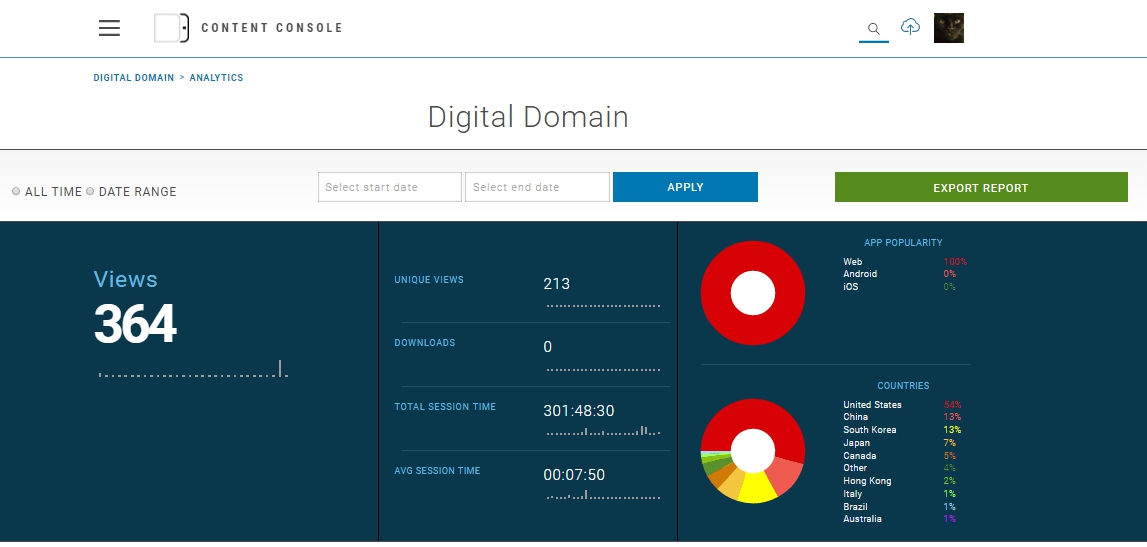 CONTENT CONSOLE
DIGITAL DOMAIN > ANALYTICS
Digital Domain
ALL TIME DATE RANGE Select start date Select end date APPLY EXPORT REPORT
Views
364
UNIQUE VIEWS 213
DOWNLOADS 0
TOTAL SESSION TIME 301:48:30
AVG SESSION TIME 00:07:50
APP POPULARITY
Web 100%
Android 0%
iOS 0%
COUNTRIES
United States 54%
China 13%
South Korea 13%
Japan 7%
Canada 5%
Other 4%
Hong Kong 2%
Italy 1%
Brazil 1%
Australia 1%